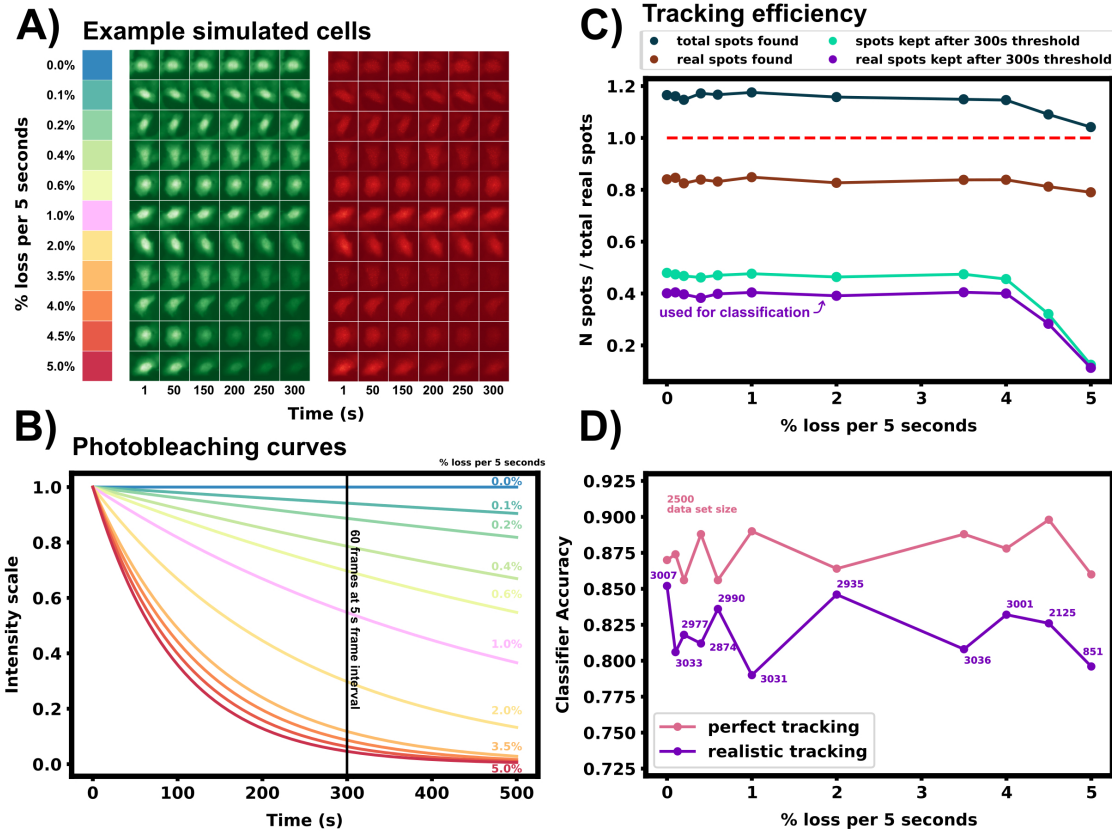 A)
Example simulated cells
% loss per 5 seconds
0.0%
0.1%
0.2%
0.4%
0.6%
1.0%
2.0%
3.5%
4.0%
4.5%
5.0%
1 50 150 200 250 300
1 50 150 200 250 300
Time (s)
B)
Photobleaching curves
% loss per 5 seconds
Intensity scale
1.0
0.8
0.6
0.4
0.2
0.0
0.0%
0.1%
0.2%
0.4%
0.6%
1.0%
2.0%
3.5%
5.0%
60 frames at 5 s frame interval
0 100 200 300 400 500
Time (s)
C)
Tracking efficiency
total spots found
real spots found
spots kept after 300s threshold
real spots kept after 300s threshold
N spots / total real spots
1.2
1.0
0.8
0.6
0.4
0.2
used for classification
0 1 2 3 4 5
% loss per 5 seconds
D)
Classifier Accuracy
0.925
0.900
0.875
0.850
0.825
0.800
0.775
0.750
0.725
2500
data set size
3007
3033
2977
2874
2990
3031
2935
3036
3001
2125
851
perfect tracking
realistic tracking
0 1 2 3 4 5
% loss per 5 seconds